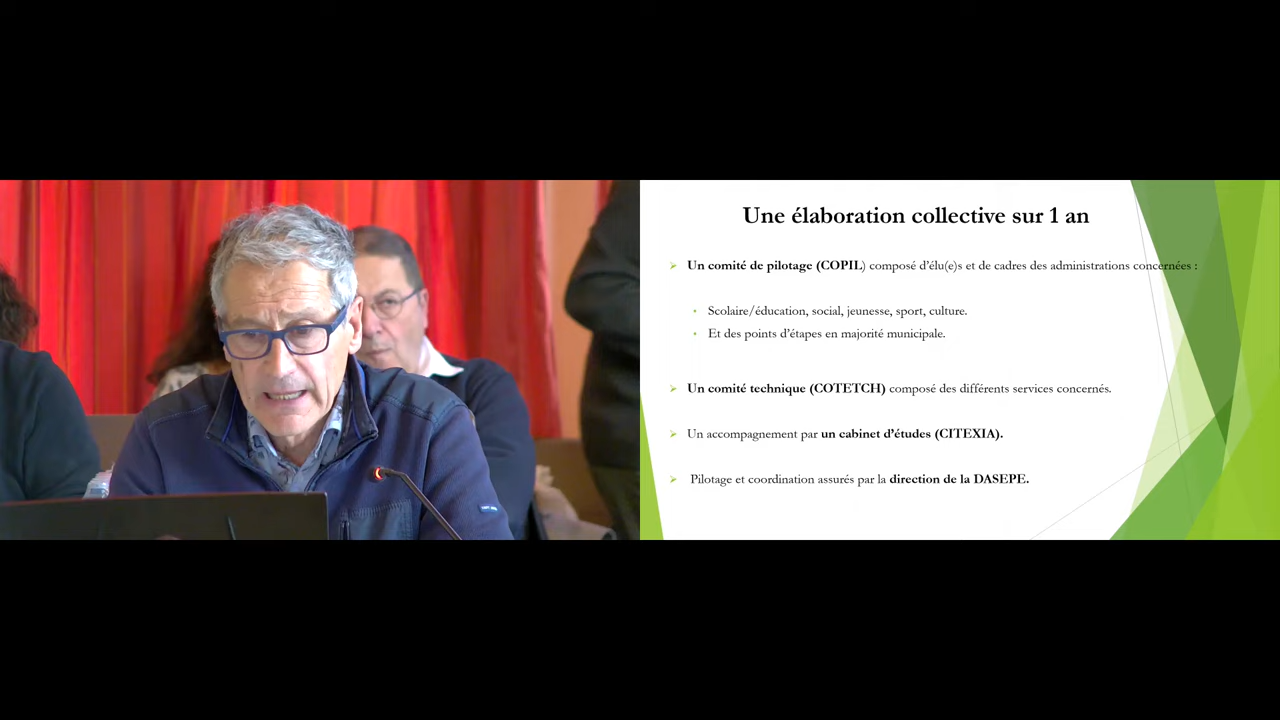 Une élaboration collective sur 1 an
Un comité de pilotage (COPIL) composé d'élu(e)s et de cadres des administrations concernées :
Scolaire/éducation, social, jeunesse, sport, culture.
Et des points d'étapes en majorité municipale.
Un comité technique (COTETCH) composé des différents services concernés.
Un accompagnement par un cabinet d'études (CITEXIA).
Pilotage et coordination assurés par la direction de la DASEPE.